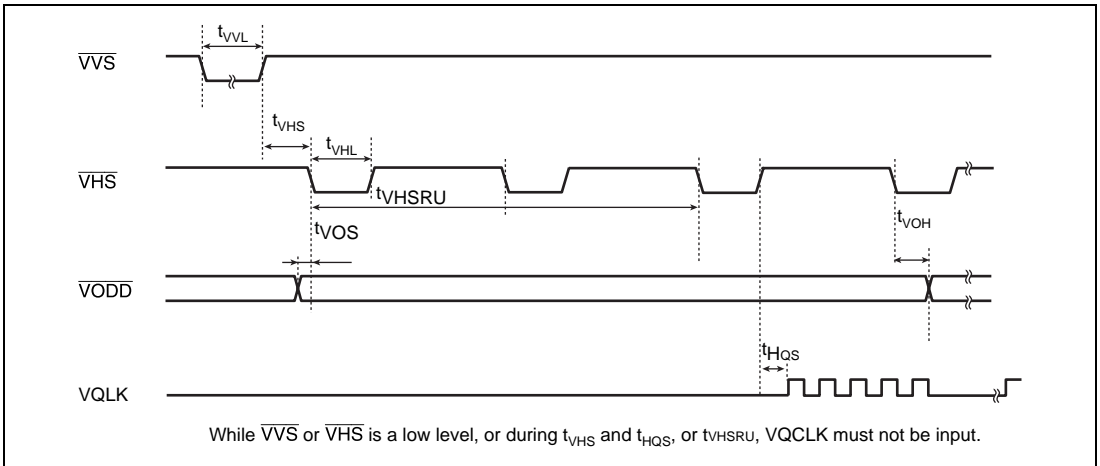 tVVL
VVS
tVHS
tVHL
VHS
tVHSRU
tVOS
tVOH
VODD
tHQS
VQLK
While VVS or VHS is a low level, or during tVHS and tHQS, or tVHSRU, VQCLK must not be input.